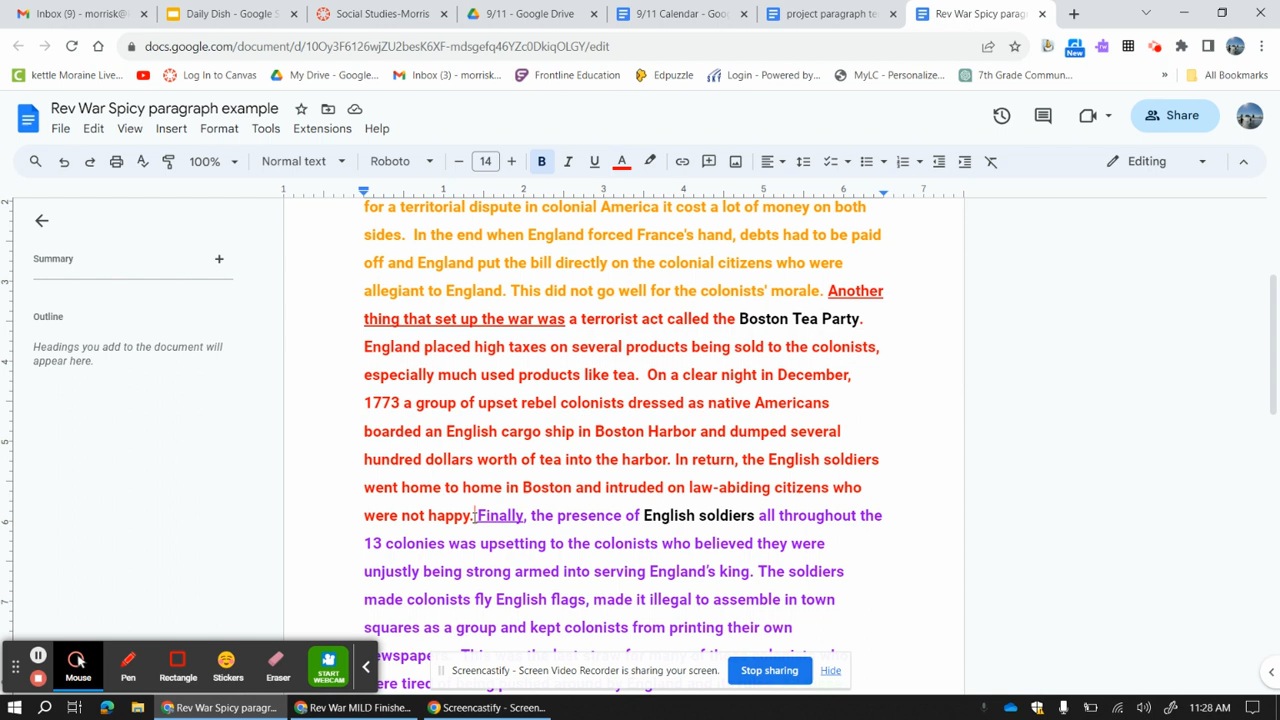 Inbox (9) - morrisk@
Daily Dish - Google S
Social Studies-Morris
9/11 - Google Drive
9/11 Calendar - Goog
project paragraph te
Rev War Spicy parag
docs.google.com/document/d/10Oy3F6126wjZU2besK6XF-mdsgefq46YZc0DkiqOLGY/edit
New
kettle Moraine Live...
Log In to Canvas
My Drive - Google...
Inbox (3) - morrisk...
Frontline Education
Edpuzzle
Login - Powered by...
MyLC - Personalize...
7th Grade Commun...
»
All Bookmarks
Rev War Spicy paragraph example
File Edit View Insert Format Tools Extensions Help
Share
100% Normal text Roboto − 14 + B I U A
Editing
1 1 2 3 4 5 6 7
Summary +
Outline
Headings you add to the document will
appear here.
2
3
4
5
6
7
for a territorial dispute in colonial America it cost a lot of money on both
sides. In the end when England forced France's hand, debts had to be paid
off and England put the bill directly on the colonial citizens who were
allegiant to England. This did not go well for the colonists' morale. Another
thing that set up the war was a terrorist act called the Boston Tea Party.
England placed high taxes on several products being sold to the colonists,
especially much used products like tea. On a clear night in December,
1773 a group of upset rebel colonists dressed as native Americans
boarded an English cargo ship in Boston Harbor and dumped several
hundred dollars worth of tea into the harbor. In return, the English soldiers
went home to home in Boston and intruded on law-abiding citizens who
were not happy. Finally, the presence of English soldiers all throughout the
13 colonies was upsetting to the colonists who believed they were
unjustly being strong armed into serving England's king. The soldiers
made colonists fly English flags, made it illegal to assemble in town
squares as a group and kept colonists from printing their own
Mouse Pen Rectangle Stickers Eraser
START
WEBCAM
Screencastify - Screen Video Recorder is sharing your screen.
Stop sharing
Hide
Rev War Spicy paragr...
Rev War MILD Finishe...
Screencastify - Screen...
11:28 AM